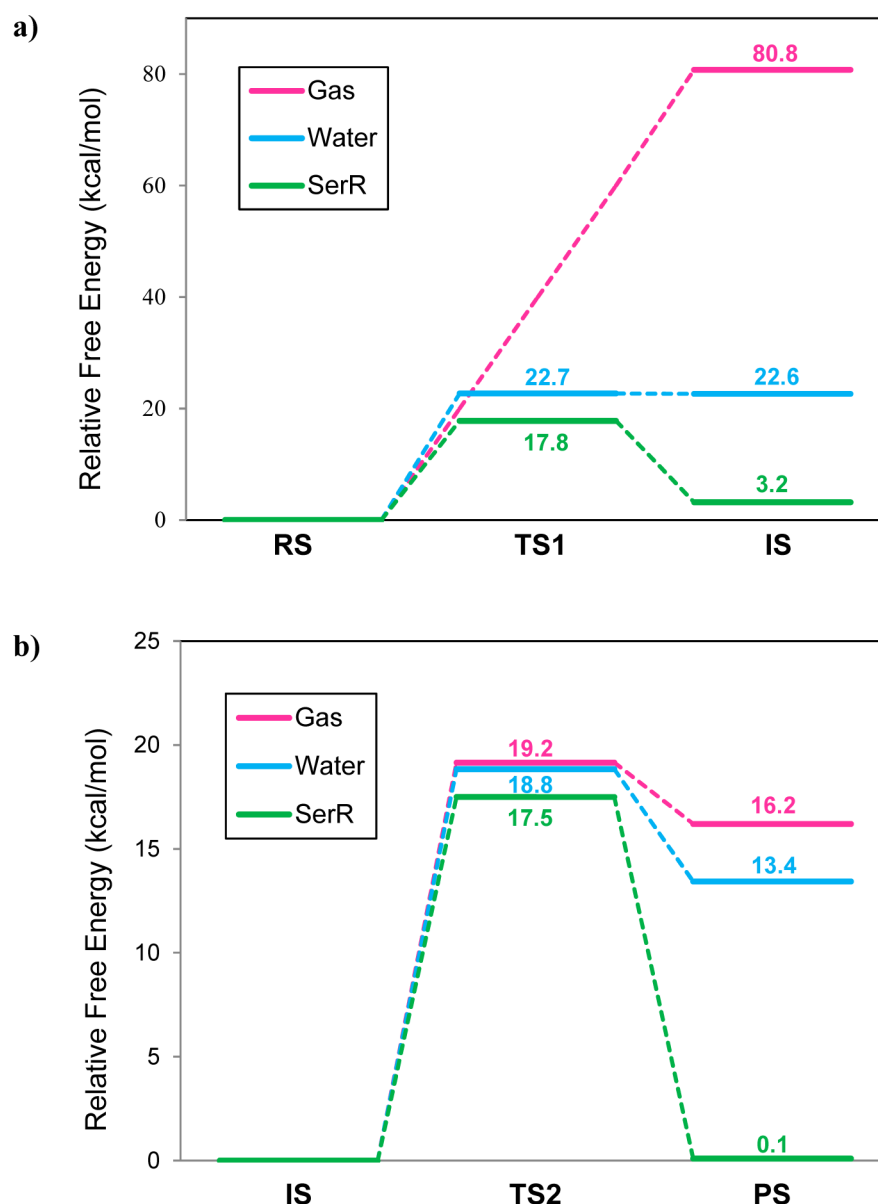 a)
Relative Free Energy (kcal/mol)
80
60
40
20
0
Gas
Water
SerR
80.8
22.7
22.6
17.8
3.2
RS TS1 IS
b)
Relative Free Energy (kcal/mol)
25
20
15
10
5
0
Gas
Water
SerR
19.2
18.8
17.5
16.2
13.4
0.1
IS TS2 PS